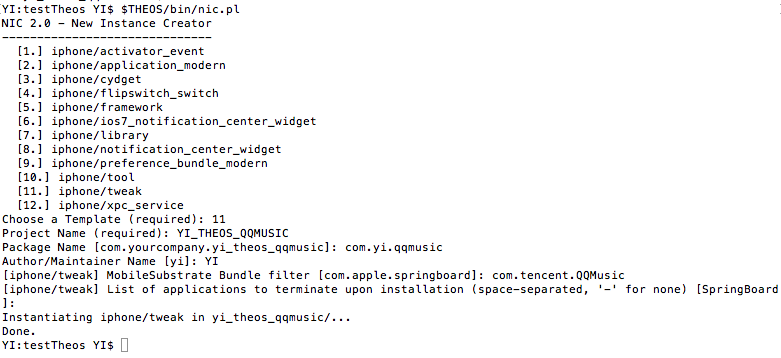 YI:testTheos YI$ $THEOS/bin/nic.pl
NIC 2.0 - New Instance Creator
------------------------------
[1.] iphone/activator_event
[2.] iphone/application_modern
[3.] iphone/cydget
[4.] iphone/flipswitch_switch
[5.] iphone/framework
[6.] iphone/ios7_notification_center_widget
[7.] iphone/library
[8.] iphone/notification_center_widget
[9.] iphone/preference_bundle_modern
[10.] iphone/tool
[11.] iphone/tweak
[12.] iphone/xpc_service
Choose a Template (required): 11
Project Name (required): YI_THEOS_QQMUSIC
Package Name [com.yourcompany.yi_theos_qqmusic]: com.yi.qqmusic
Author/Maintainer Name [yi]: YI
[iphone/tweak] MobileSubstrate Bundle filter [com.apple.springboard]: com.tencent.QQMusic
[iphone/tweak] List of applications to terminate upon installation (space-separated, '-' for none) [SpringBoard
]:
Instantiating iphone/tweak in yi_theos_qqmusic/...
Done.
YI:testTheos YI$